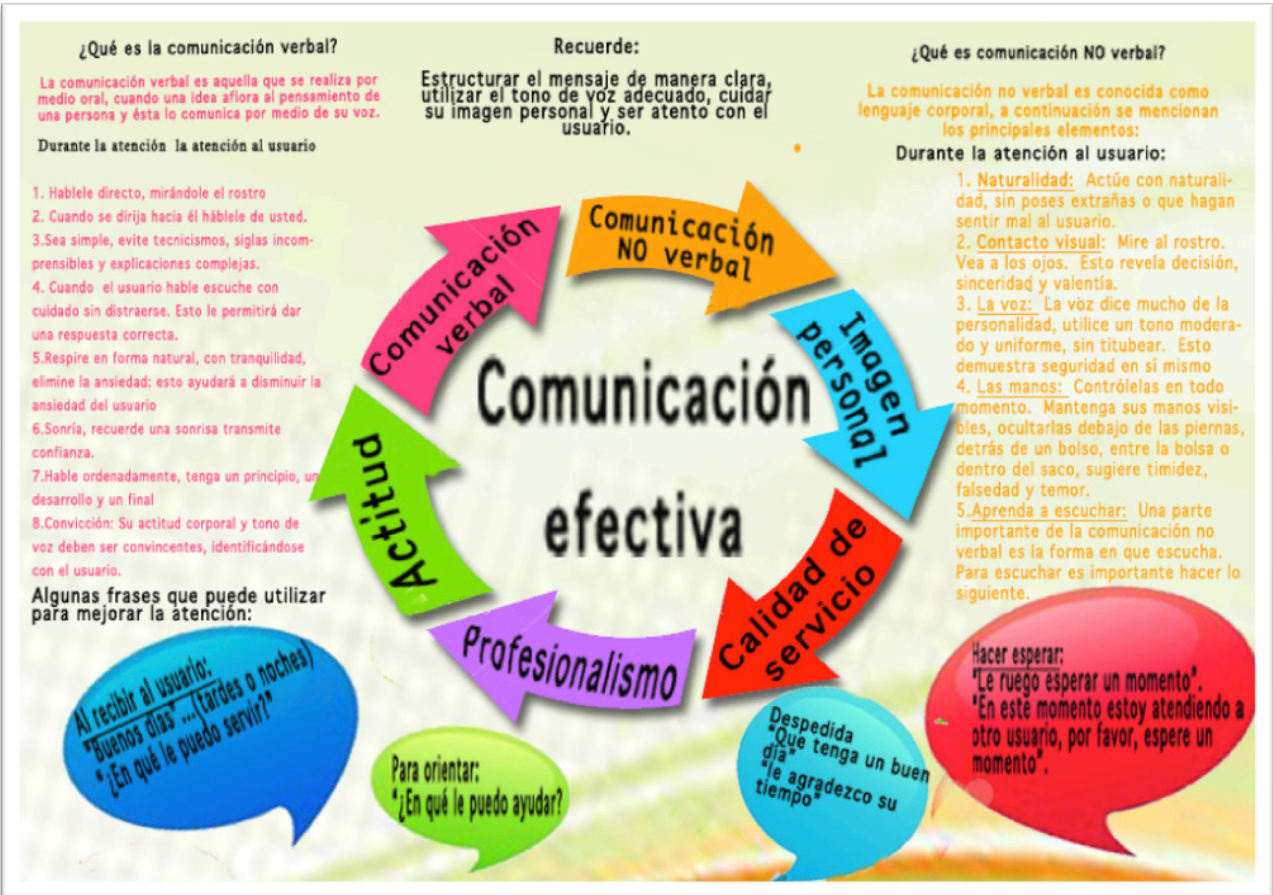 ¿Qué es la comunicación verbal?
La comunicación verbal es aquella que se realiza por
medio oral, cuando una idea aflora al pensamiento de
una persona y ésta lo comunica por medio de su voz.
Durante la atención la atención al usuario
1. Hablele directo, mirándole el rostro
2. Cuando se dirija hacia él háblele de usted.
3.Sea simple, evite tecnicismos, siglas incom-
prensibles y explicaciones complejas.
4. Cuando el usuario hable escuche con
cuidado sin distraerse. Esto le permitirá dar
una respuesta correcta.
5.Respire en forma natural, con tranquilidad,
elimine la ansiedad: esto ayudará a disminuir la
ansiedad del usuario
6.Sonría, recuerde una sonrisa transmite
confianza.
7.Hable ordenadamente, tenga un principio, un
desarrollo y un final
8.Convicción: Su actitud corporal y tono de
voz deben ser convincentes, identificándose
con el usuario.
Algunas frases que puede utilizar
para mejorar la atención:
Recuerde:
Estructurar el mensaje de manera clara,
utilizar el tono de voz adecuado, cuidar
su imagen personal y ser atento con el
usuario.
¿Qué es comunicación NO verbal?
La comunicación no verbal es conocida como
lenguaje corporal, a continuación se mencionan
los principales elementos:
Durante la atención al usuario:
1. Naturalidad: Actúe con naturali-
dad, sin poses extrañas o que hagan
sentir mal al usuario.
2. Contacto visual: Mire al rostro.
Vea a los ojos. Esto revela decisión,
sinceridad y valentía.
3. La voz: La voz dice mucho de la
personalidad, utilice un tono modera-
do y uniforme, sin titubear. Esto
demuestra seguridad en sí mismo
4. Las manos: Contrólelas en todo
momento. Mantenga sus manos visi-
bles, ocultarlas debajo de las piernas,
detrás de un bolso, entre la bolsa o
dentro del saco, sugiere timidez,
falsedad y temor.
5.Aprenda a escuchar: Una parte
importante de la comunicación no
verbal es la forma en que escucha.
Para escuchar es importante hacer lo
siguiente.
Comunicación
verbal
Comunicación
NO verbal
Imagen
personal
Calidad de
servicio
Profesionalismo
Actitud
Comunicación
efectiva
Al recibir al usuario:
"Buenos días" ...(tardes o noches)
"¿En qué le puedo servir?"
Para orientar:
"¿En qué le puedo ayudar?
Despedida
"Que tenga un buen
día"
"le agradezco su
tiempo"
Hacer esperar:
"Le ruego esperar un momento".
"En este momento estoy atendiendo a
otro usuario, por favor, espere un
momento".